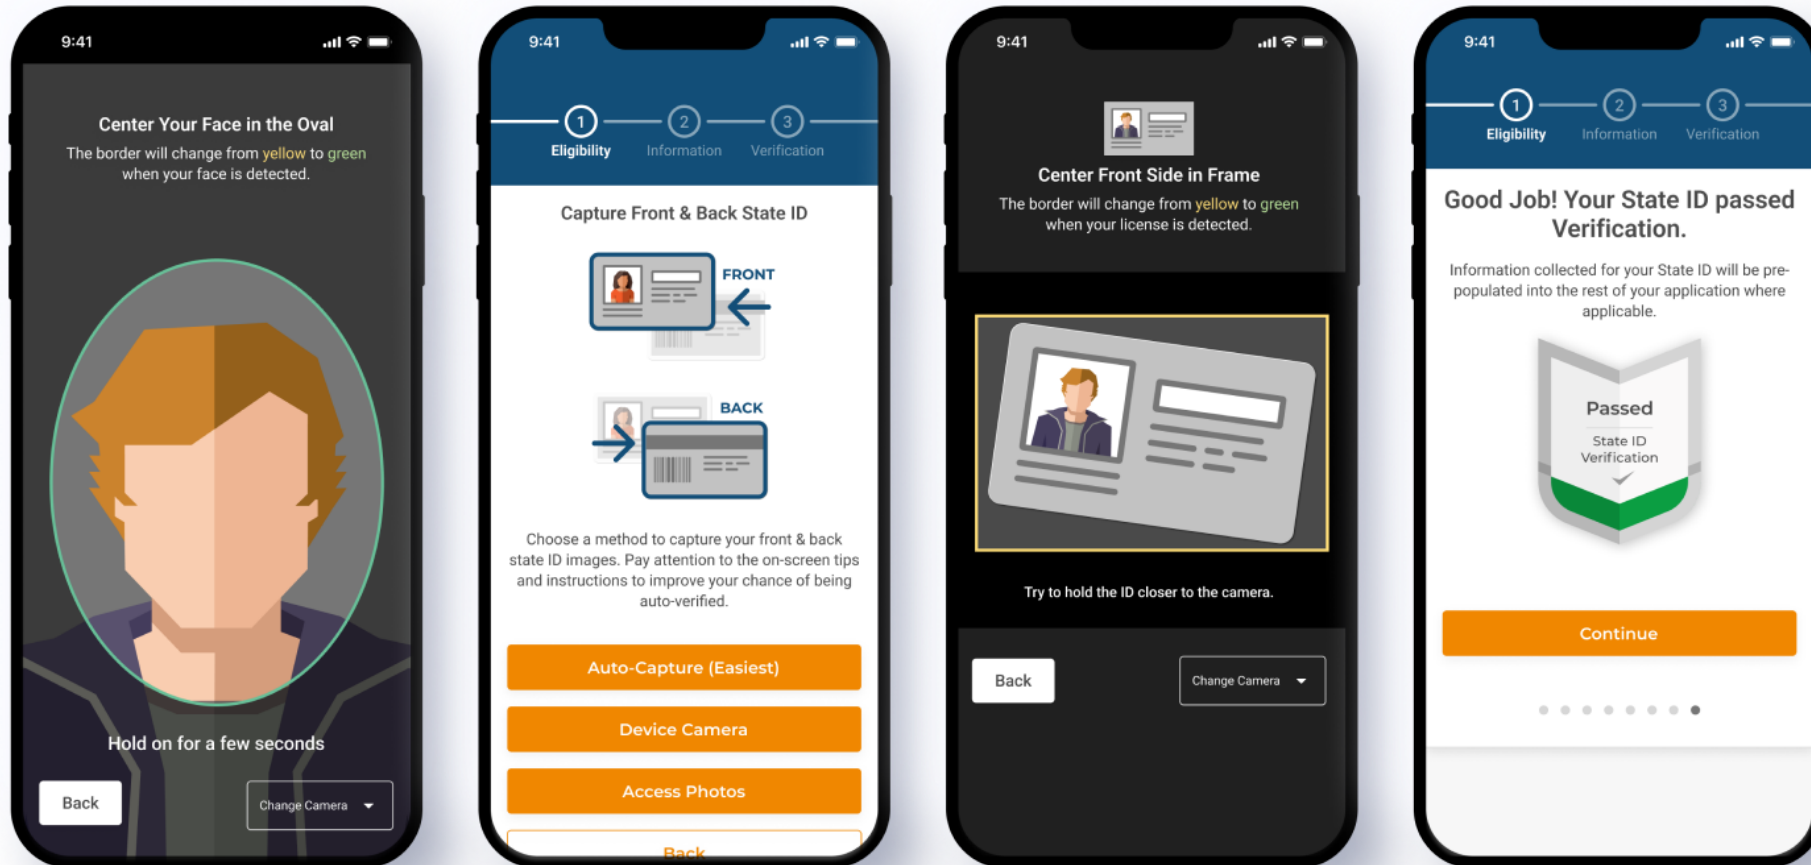 9:41
Center Your Face in the Oval
The border will change from yellow to green
when your face is detected.
Hold on for a few seconds
Back
Change Camera
9:41
1
2
3
Eligibility
Information
Verification
Capture Front & Back State ID
FRONT
BACK
Choose a method to capture your front & back
state ID images. Pay attention to the on-screen tips
and instructions to improve your chance of being
auto-verified.
Auto-Capture (Easiest)
Device Camera
Access Photos
Back
9:41
Center Front Side in Frame
The border will change from yellow to green
when your license is detected.
Try to hold the ID closer to the camera.
Back
Change Camera
9:41
1
2
3
Eligibility
Information
Verification
Good Job! Your State ID passed
Verification.
Information collected for your State ID will be pre-
populated into the rest of your application where
applicable.
Passed
State ID
Verification
Continue